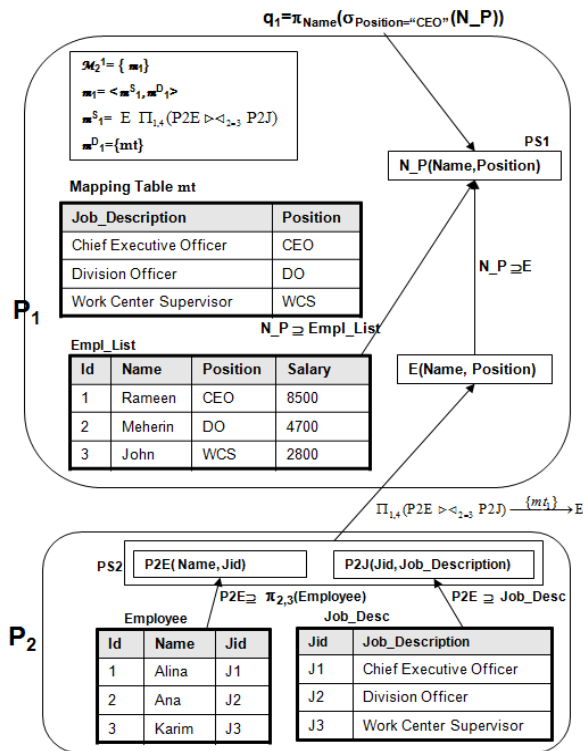 q₁=π_Name(σ_Position="CEO"(N_P))
𝓜₂¹= { m₁}
m₁= <mˢ₁,mᴰ₁>
mˢ₁= E Π₁,₄(P2E ⊳⊲₂₌₃ P2J)
mᴰ₁={mt}
PS1
N_P(Name,Position)
Mapping Table mt
Job_Description Position
Chief Executive Officer CEO
Division Officer DO
Work Center Supervisor WCS
N_P ⊇E
P₁
N_P ⊇ Empl_List
Empl_List
Id Name Position Salary
1 Rameen CEO 8500
2 Meherin DO 4700
3 John WCS 2800
E(Name, Position)
Π₁,₄(P2E ⊳⊲₂₌₃ P2J) —{mt₁}→ E
PS2
P2E( Name,Jid)
P2J(Jid,Job_Description)
P2E⊇ π₂,₃(Employee)
P2E ⊇ Job_Desc
P₂
Employee
Id Name Jid
1 Alina J1
2 Ana J2
3 Karim J3
Job_Desc
Jid Job_Description
J1 Chief Executive Officer
J2 Division Officer
J3 Work Center Supervisor